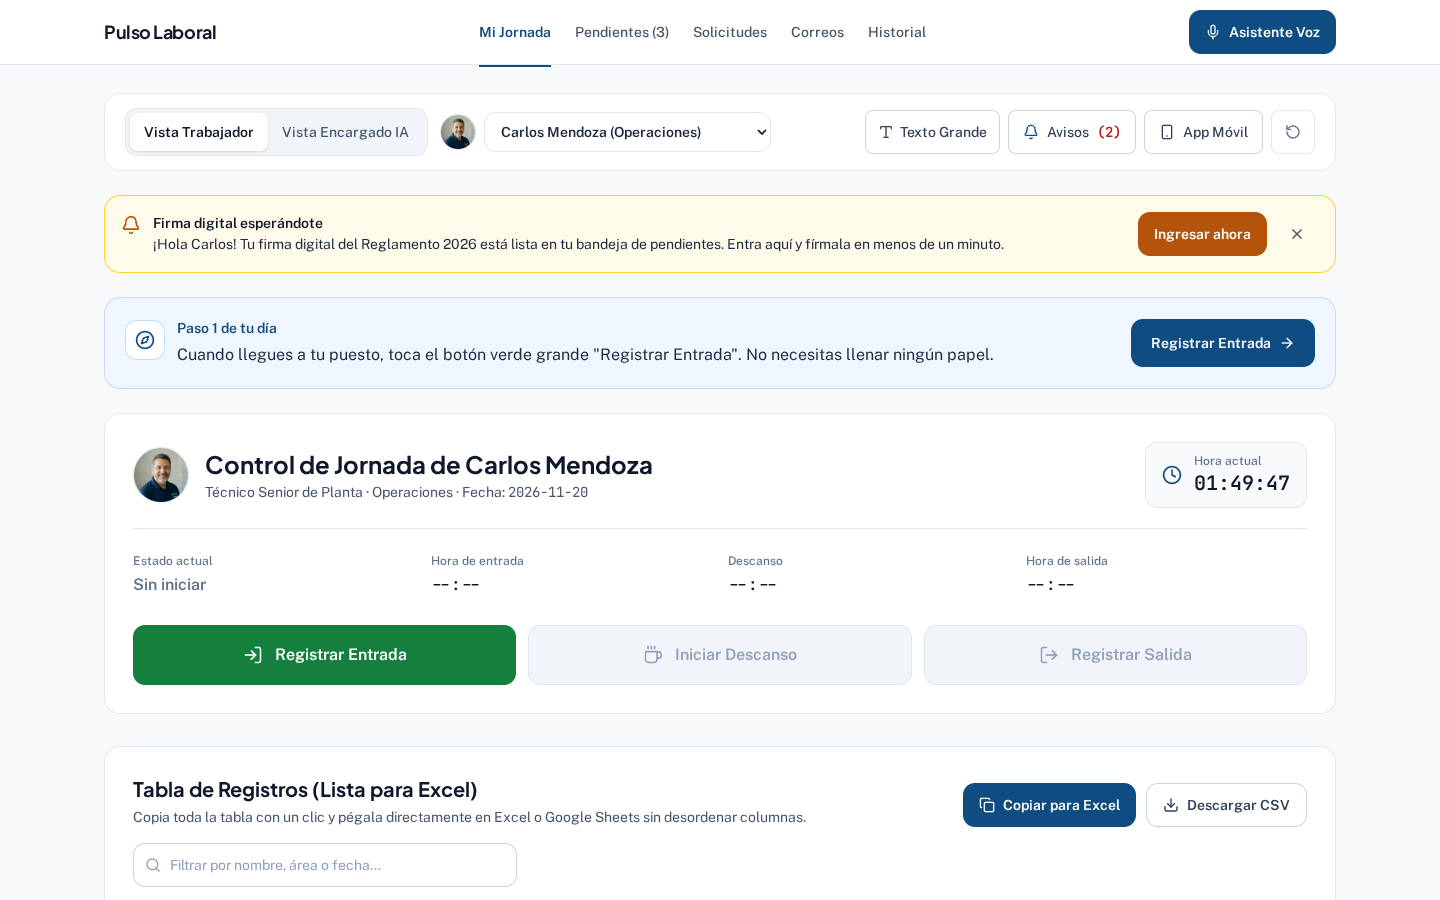 Pulso Laboral
Mi Jornada
Pendientes (3)
Solicitudes
Correos
Historial
Asistente Voz
Vista Trabajador
Vista Encargado IA
Carlos Mendoza (Operaciones)
Texto Grande
Avisos (2)
App Móvil
Firma digital esperándote
¡Hola Carlos! Tu firma digital del Reglamento 2026 está lista en tu bandeja de pendientes. Entra aquí y fírmala en menos de un minuto.
Ingresar ahora
Paso 1 de tu día
Cuando llegues a tu puesto, toca el botón verde grande "Registrar Entrada". No necesitas llenar ningún papel.
Registrar Entrada
Control de Jornada de Carlos Mendoza
Técnico Senior de Planta · Operaciones · Fecha: 2026-11-20
Hora actual
01:49:47
Estado actual
Sin iniciar
Hora de entrada
--:--
Descanso
--:--
Hora de salida
--:--
Registrar Entrada
Iniciar Descanso
Registrar Salida
Tabla de Registros (Lista para Excel)
Copia toda la tabla con un clic y pégala directamente en Excel o Google Sheets sin desordenar columnas.
Copiar para Excel
Descargar CSV
Filtrar por nombre, área o fecha...